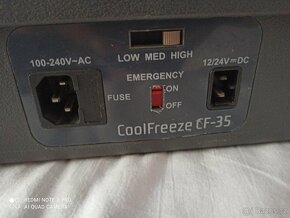 LOW MED HIGH
100-240V~AC
EMERGENCY
12/24V⎓DC
ON
FUSE
OFF
CoolFreeze CF-35
REDMI NOTE 8 PRO
AI QUAD CAMERA